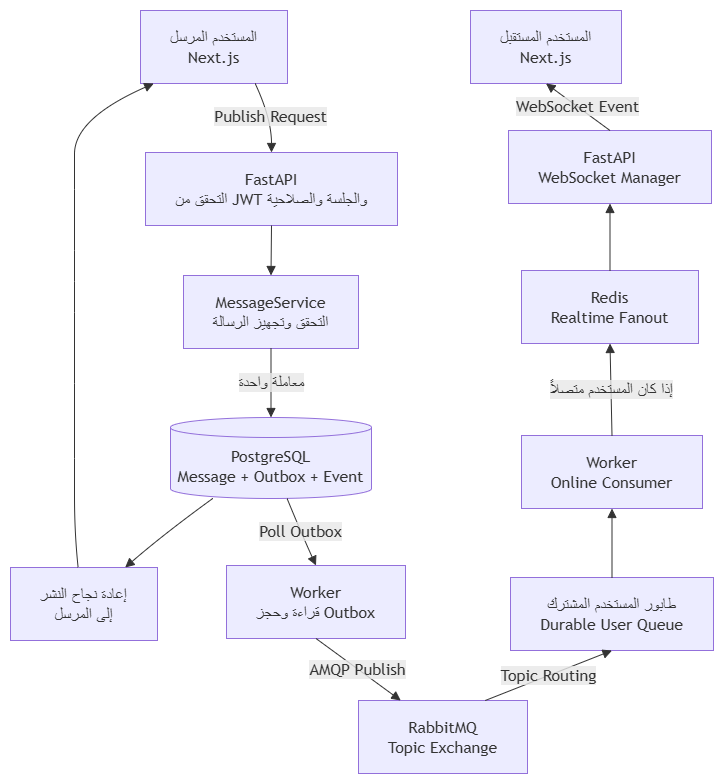 المستخدم المرسل
Next.js
Publish Request
FastAPI
التحقق من JWT والجلسة والصلاحية
MessageService
التحقق وتجهيز الرسالة
معاملة واحدة
PostgreSQL
Message + Outbox + Event
إعادة نجاح النشر
إلى المرسل
Poll Outbox
Worker
قراءة وحجز Outbox
AMQP Publish
RabbitMQ
Topic Exchange
Topic Routing
طابور المستخدم المشترك
Durable User Queue
Worker
Online Consumer
إذا كان المستخدم متصلاً
Redis
Realtime Fanout
FastAPI
WebSocket Manager
WebSocket Event
المستخدم المستقبل
Next.js